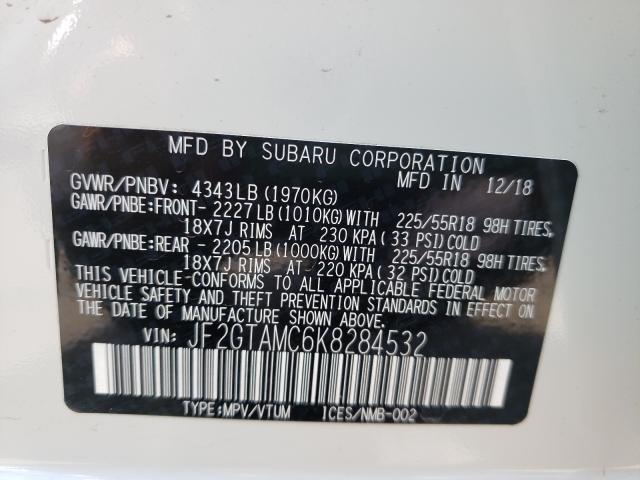 MFD BY SUBARU CORPORATION
GVWR/PNBV: 4343LB (1970KG) MFD IN 12/18
GAWR/PNBE:FRONT- 2227LB (1010KG) WITH 225/55R18 98H TIRES,
18X7J RIMS AT 230 KPA (33 PSI) COLD
GAWR/PNBE:REAR - 2205LB (1000KG) WITH 225/55R18 98H TIRES,
18X7J RIMS AT 220 KPA (32 PSI) COLD
THIS VEHICLE CONFORMS TO ALL APPLICABLE FEDERAL MOTOR
VEHICLE SAFETY AND THEFT PREVENTION STANDARDS IN EFFECT ON
THE DATE OF MANUFACTURE SHOWN ABOVE.
VIN: JF2GTAMC6K8284532
TYPE:MPV/VTUM ICES/NMB-002